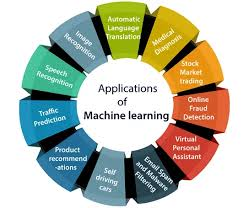 Applications
of
Machine learning
Automatic
Language
Translation
Medical
Diagnosis
Stock
Market
trading
Online
Fraud
Detection
Virtual
Personal
Assistant
Email Spam
and Malware
Filtering
Self
driving
cars
Product
recommend
-ations
Traffic
Prediction
Speech
Recognition
Image
Recognition